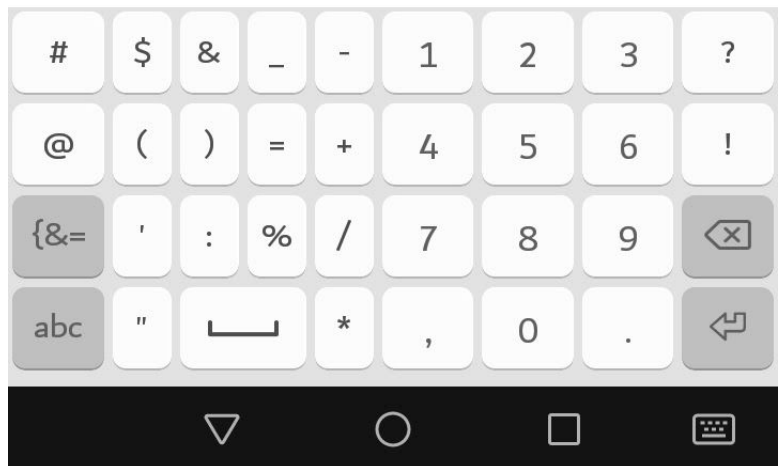 # $ & _ - 1 2 3 ?
@ ( ) = + 4 5 6 !
{&= ' : % / 7 8 9
abc " * , 0 .